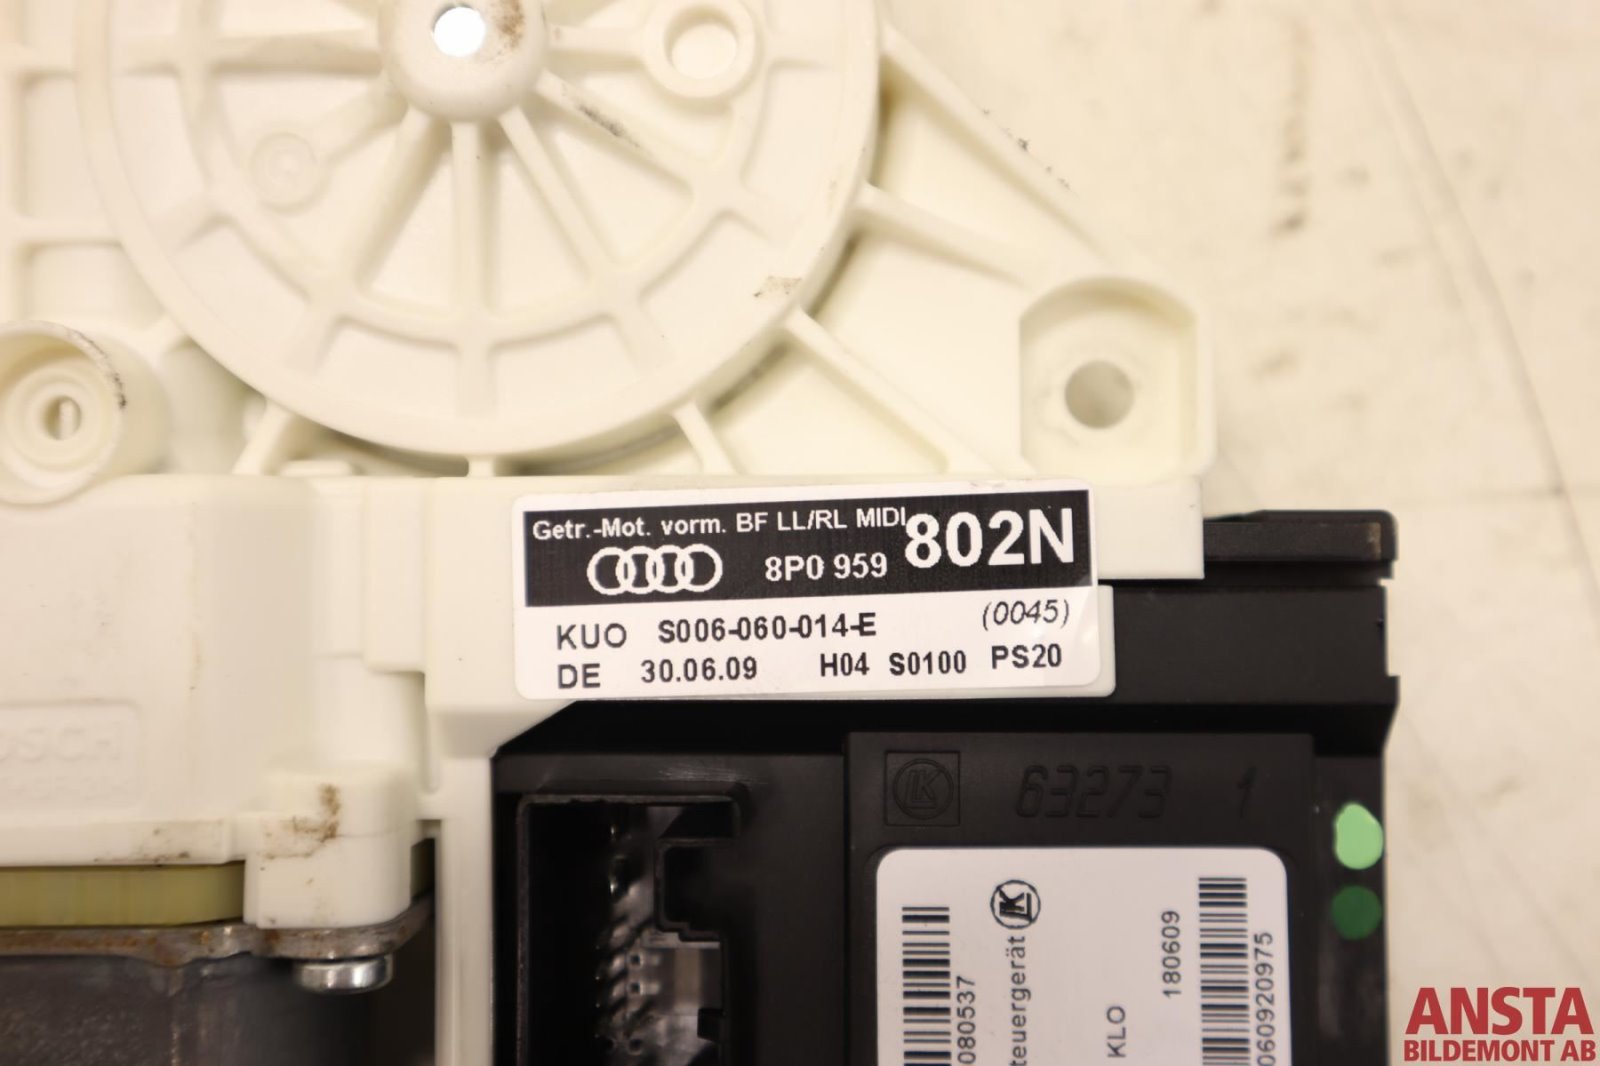 Getr.-Mot. vorm. BF LL/RL MIDI
8P0 959 802N
KUO S006-060-014-E (0045)
DE 30.06.09 H04 S0100 PS20
63273 1
080537
teuergerät
KLO
180609
060920975
ANSTA
BILDEMONT AB